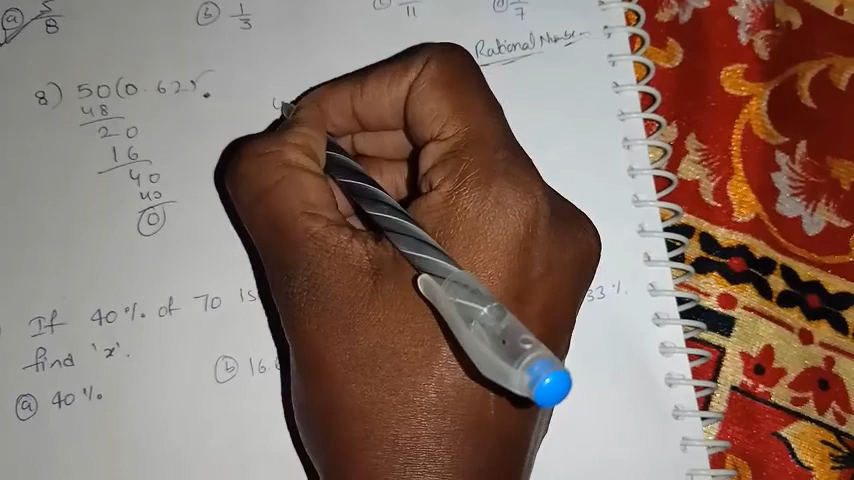 (a) 5/8 (b) 1/3 (c) /11 (d) /7
Rational Number
8) 50(0.62
48
20
16
40
40
0
If 40% of 70 is 33%.
find 'x'.
(a) 40% (b) 16.